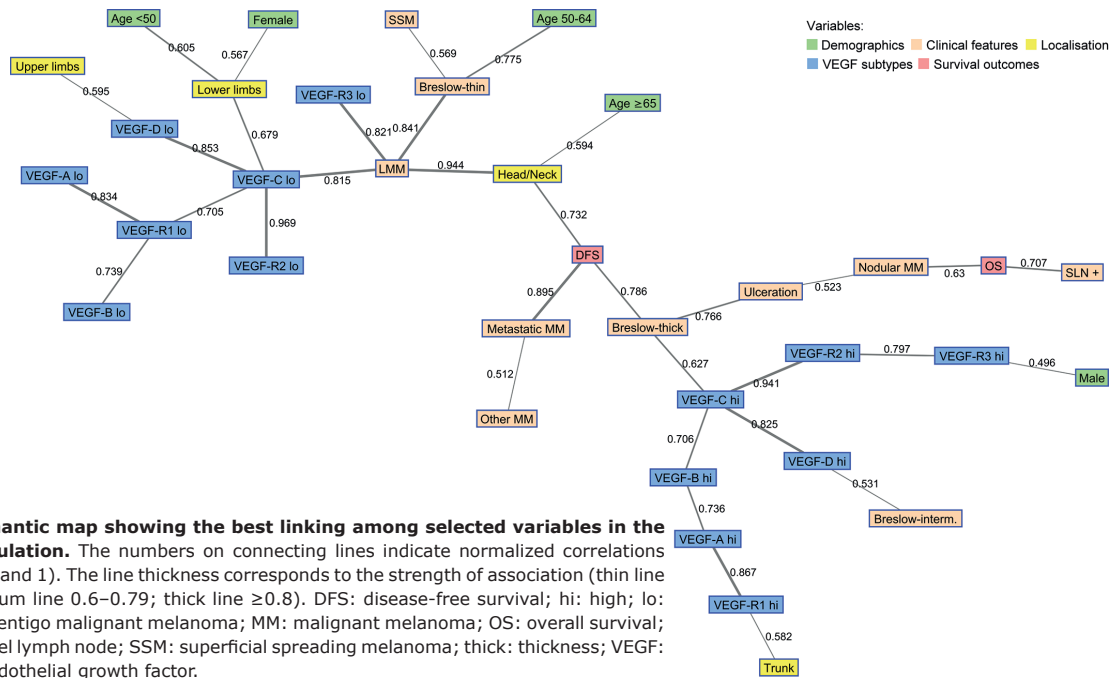 Age <50
Female
SSM
Age 50-64
Variables:
Demographics Clinical features Localisation
VEGF subtypes Survival outcomes
0.605
0.567
0.569
0.775
Upper limbs
Lower limbs
VEGF-R3 lo
Breslow-thin
Age ≥65
0.595
VEGF-D lo
0.679
0.821
0.841
0.594
0.853
VEGF-A lo
VEGF-C lo
0.815
LMM
0.944
Head/Neck
0.834
0.705
VEGF-R1 lo
0.969
0.732
0.739
VEGF-R2 lo
DFS
VEGF-B lo
0.895
0.786
Nodular MM
0.63
OS
0.707
SLN +
Ulceration
0.523
Metastatic MM
Breslow-thick
0.766
0.512
0.627
VEGF-R2 hi
0.797
VEGF-R3 hi
0.496
Male
0.941
Other MM
VEGF-C hi
0.825
0.706
VEGF-D hi
VEGF-B hi
0.531
Breslow-interm.
0.736
VEGF-A hi
0.867
VEGF-R1 hi
0.582
Trunk
nantic map showing the best linking among selected variables in the
ulation. The numbers on connecting lines indicate normalized correlations
and 1). The line thickness corresponds to the strength of association (thin line
um line 0.6–0.79; thick line ≥0.8). DFS: disease-free survival; hi: high; lo:
entigo malignant melanoma; MM: malignant melanoma; OS: overall survival;
el lymph node; SSM: superficial spreading melanoma; thick: thickness; VEGF:
dothelial growth factor.